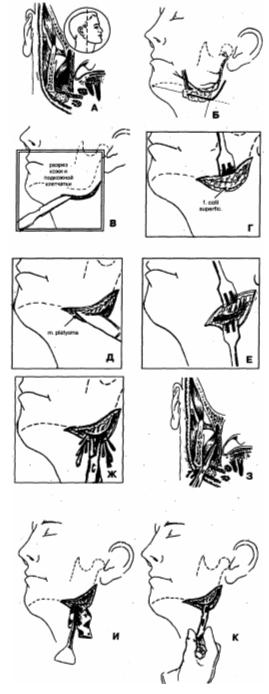 А
Б
разрез
кожи и
подкожной
клетчатки
В
f. colli
superfic.
Г
m. platysma
Д
Е
Ж
З
И
К